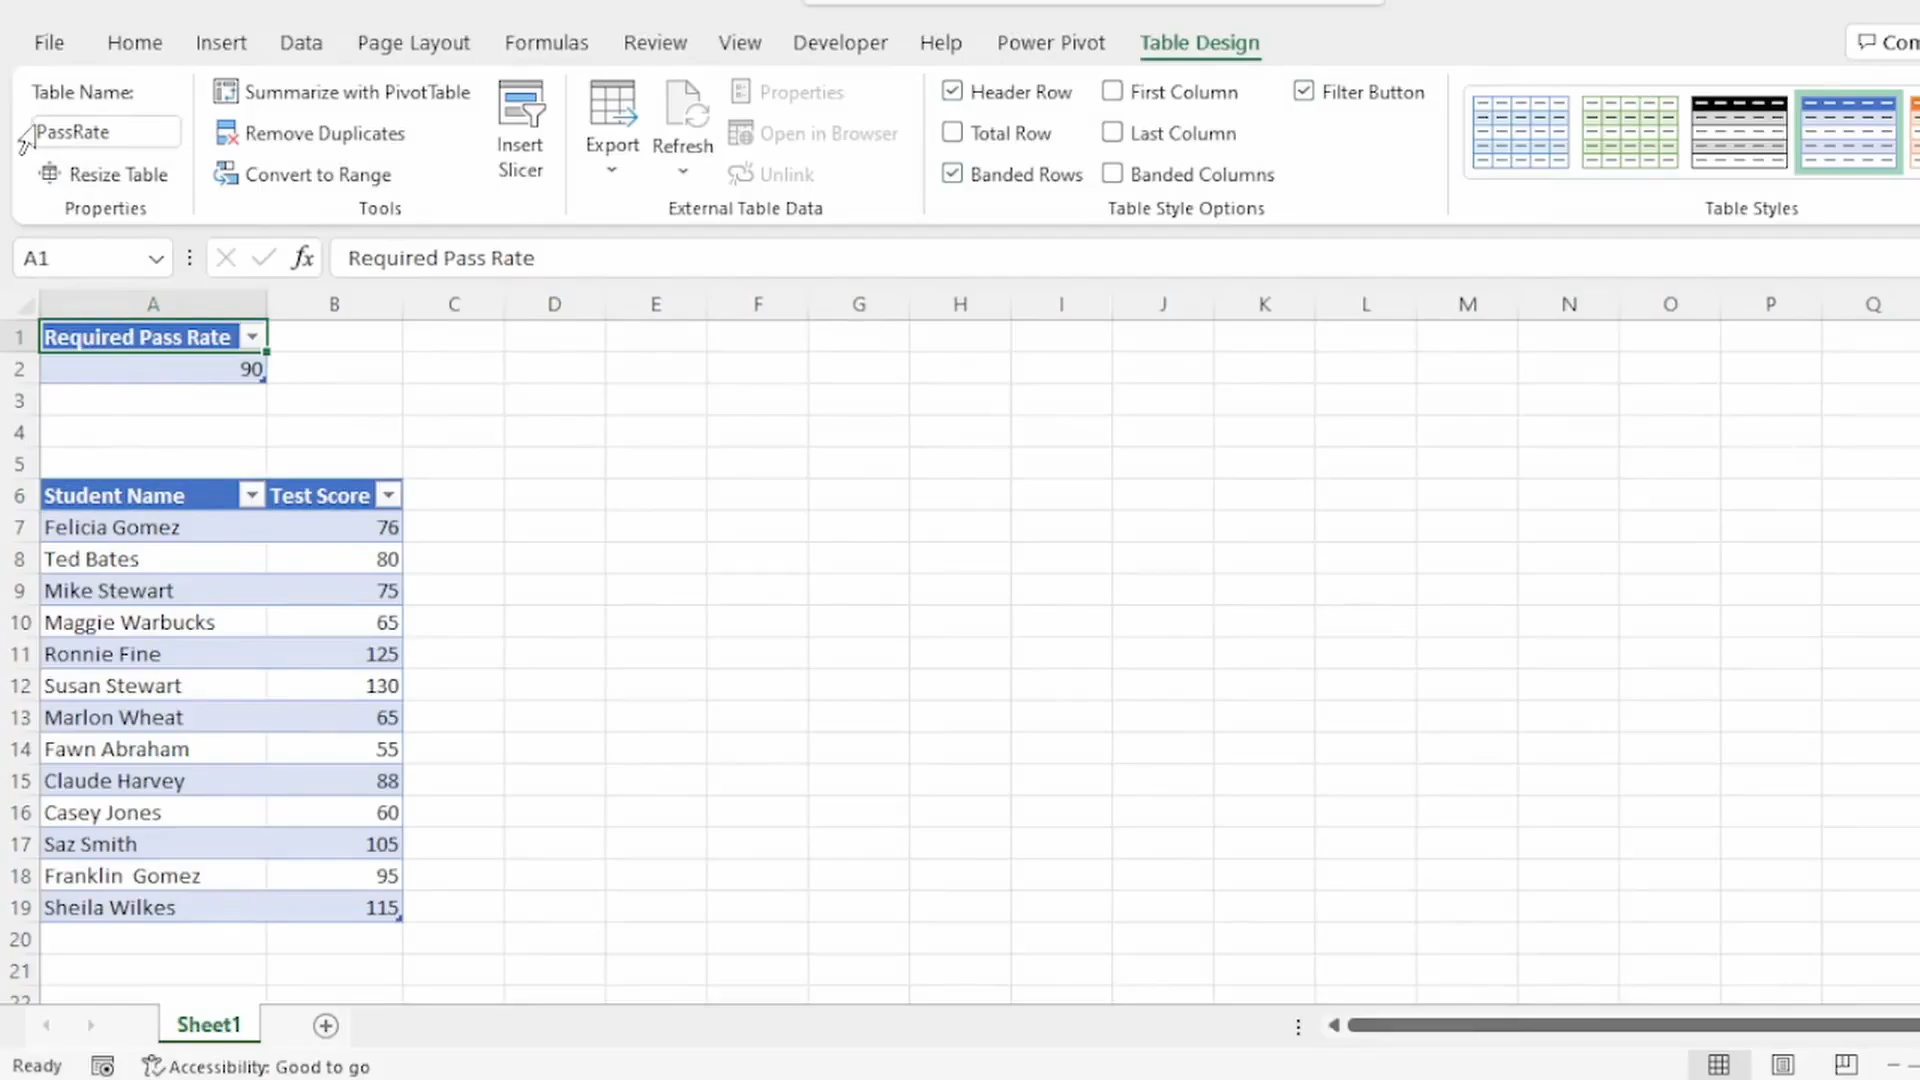 File Home Insert Data Page Layout Formulas Review View Developer Help Power Pivot Table Design
Table Name:
PassRate
Resize Table
Properties
Summarize with PivotTable
Remove Duplicates
Convert to Range
Tools
Insert
Slicer
Export
Refresh
Properties
Open in Browser
Unlink
External Table Data
Header Row
Total Row
Banded Rows
First Column
Last Column
Banded Columns
Filter Button
Table Style Options
Table Styles
A1 fx Required Pass Rate
A B C D E F G H I J K L M N O P Q
1 Required Pass Rate
2 90
3
4
5
6 Student Name Test Score
7 Felicia Gomez 76
8 Ted Bates 80
9 Mike Stewart 75
10 Maggie Warbucks 65
11 Ronnie Fine 125
12 Susan Stewart 130
13 Marlon Wheat 65
14 Fawn Abraham 55
15 Claude Harvey 88
16 Casey Jones 60
17 Saz Smith 105
18 Franklin  Gomez 95
19 Sheila Wilkes 115
20
21
22
Sheet1
Ready Accessibility: Good to go